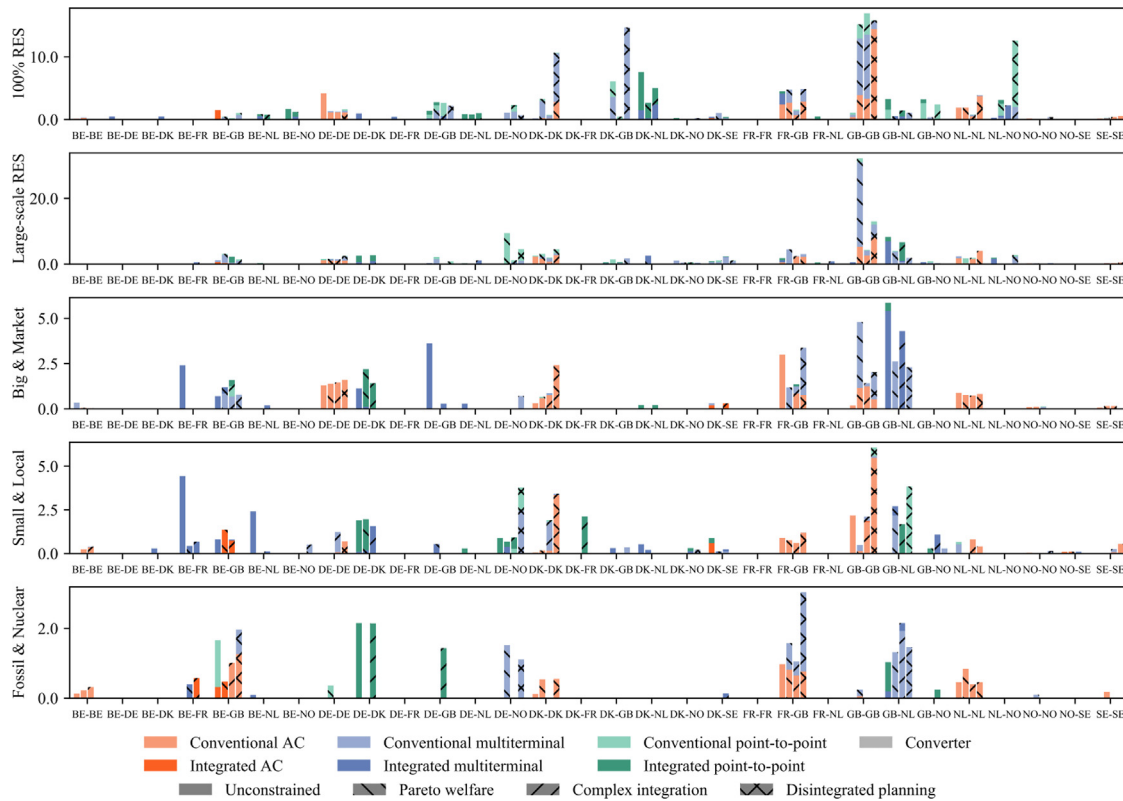 100% RES
10.0
0.0
BE-BE BE-DE BE-DK BE-FR BE-GB BE-NL BE-NO DE-DE DE-DK DE-FR DE-GB DE-NL DE-NO DK-DK DK-FR DK-GB DK-NL DK-NO DK-SE FR-FR FR-GB FR-NL GB-GB GB-NL GB-NO NL-NL NL-NO NO-NO NO-SE SE-SE
Large-scale RES
20.0
0.0
BE-BE BE-DE BE-DK BE-FR BE-GB BE-NL BE-NO DE-DE DE-DK DE-FR DE-GB DE-NL DE-NO DK-DK DK-FR DK-GB DK-NL DK-NO DK-SE FR-FR FR-GB FR-NL GB-GB GB-NL GB-NO NL-NL NL-NO NO-NO NO-SE SE-SE
Big & Market
5.0
2.5
0.0
BE-BE BE-DE BE-DK BE-FR BE-GB BE-NL BE-NO DE-DE DE-DK DE-FR DE-GB DE-NL DE-NO DK-DK DK-FR DK-GB DK-NL DK-NO DK-SE FR-FR FR-GB FR-NL GB-GB GB-NL GB-NO NL-NL NL-NO NO-NO NO-SE SE-SE
Small & Local
5.0
2.5
0.0
BE-BE BE-DE BE-DK BE-FR BE-GB BE-NL BE-NO DE-DE DE-DK DE-FR DE-GB DE-NL DE-NO DK-DK DK-FR DK-GB DK-NL DK-NO DK-SE FR-FR FR-GB FR-NL GB-GB GB-NL GB-NO NL-NL NL-NO NO-NO NO-SE SE-SE
Fossil & Nuclear
2.0
0.0
BE-BE BE-DE BE-DK BE-FR BE-GB BE-NL BE-NO DE-DE DE-DK DE-FR DE-GB DE-NL DE-NO DK-DK DK-FR DK-GB DK-NL DK-NO DK-SE FR-FR FR-GB FR-NL GB-GB GB-NL GB-NO NL-NL NL-NO NO-NO NO-SE SE-SE
Conventional AC Conventional multiterminal Conventional point-to-point Converter
Integrated AC Integrated multiterminal Integrated point-to-point
Unconstrained Pareto welfare Complex integration Disintegrated planning